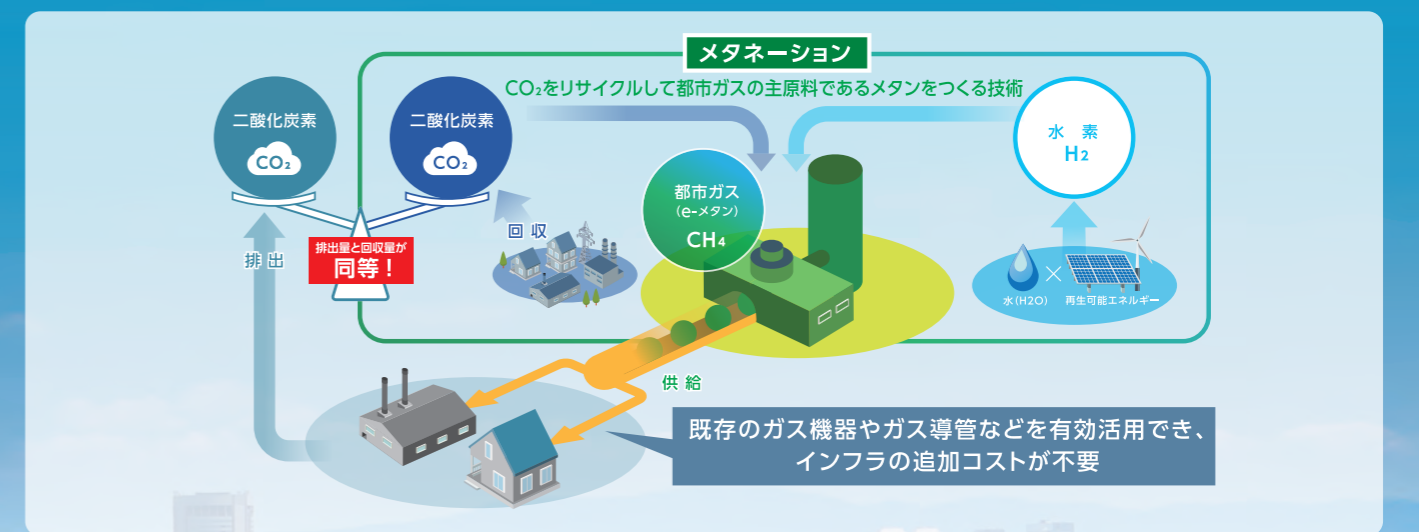 メタネーション
CO₂をリサイクルして都市ガスの主原料であるメタンをつくる技術
二酸化炭素
CO₂
二酸化炭素
CO₂
水 素
H₂
都市ガス
(e-メタン)
CH₄
回 収
排出量と回収量が
同等!
排 出
水(H2O)
×
再生可能エネルギー
供 給
既存のガス機器やガス導管などを有効活用でき、
インフラの追加コストが不要